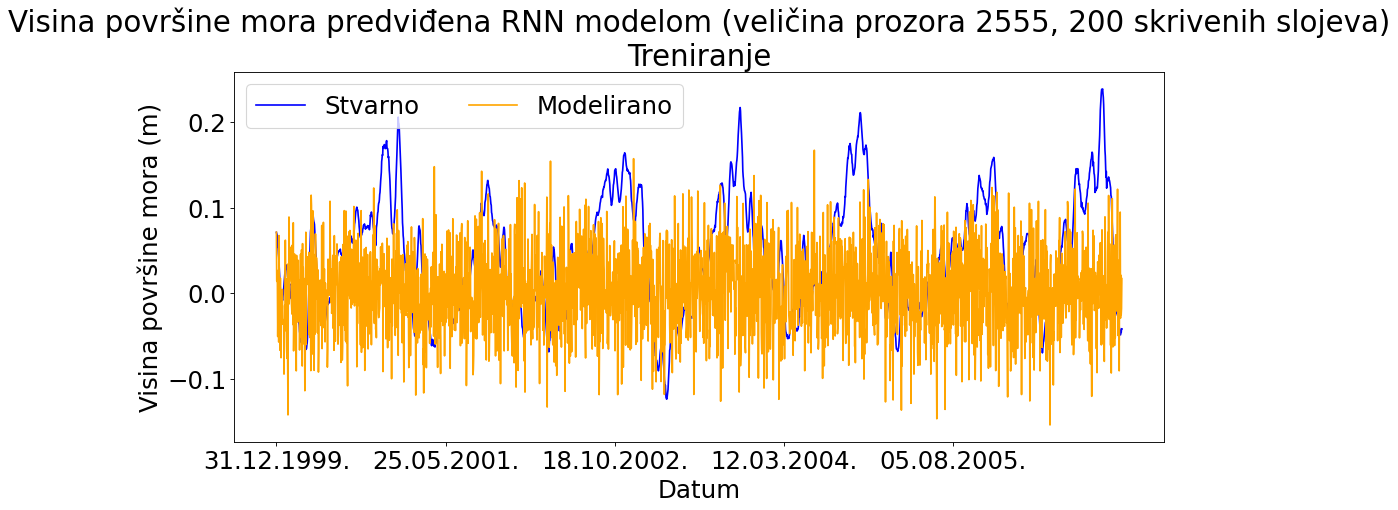 Visina površine mora predviđena RNN modelom (veličina prozora 2555, 200 skrivenih slojeva)
Treniranje
Stvarno Modelirano
Visina površine mora (m)
0.2
0.1
0.0
−0.1
31.12.1999. 25.05.2001. 18.10.2002. 12.03.2004. 05.08.2005.
Datum